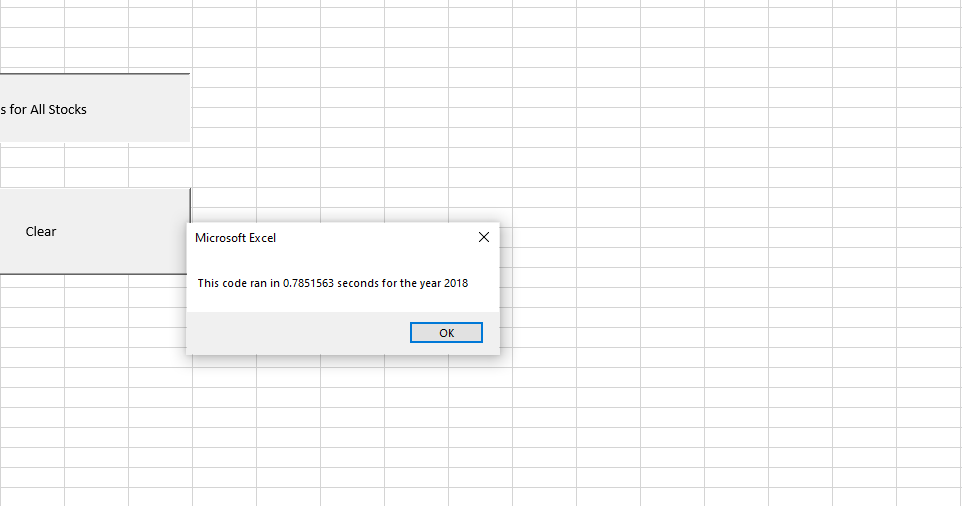 s for All Stocks
Clear
Microsoft Excel
This code ran in 0.7851563 seconds for the year 2018
OK